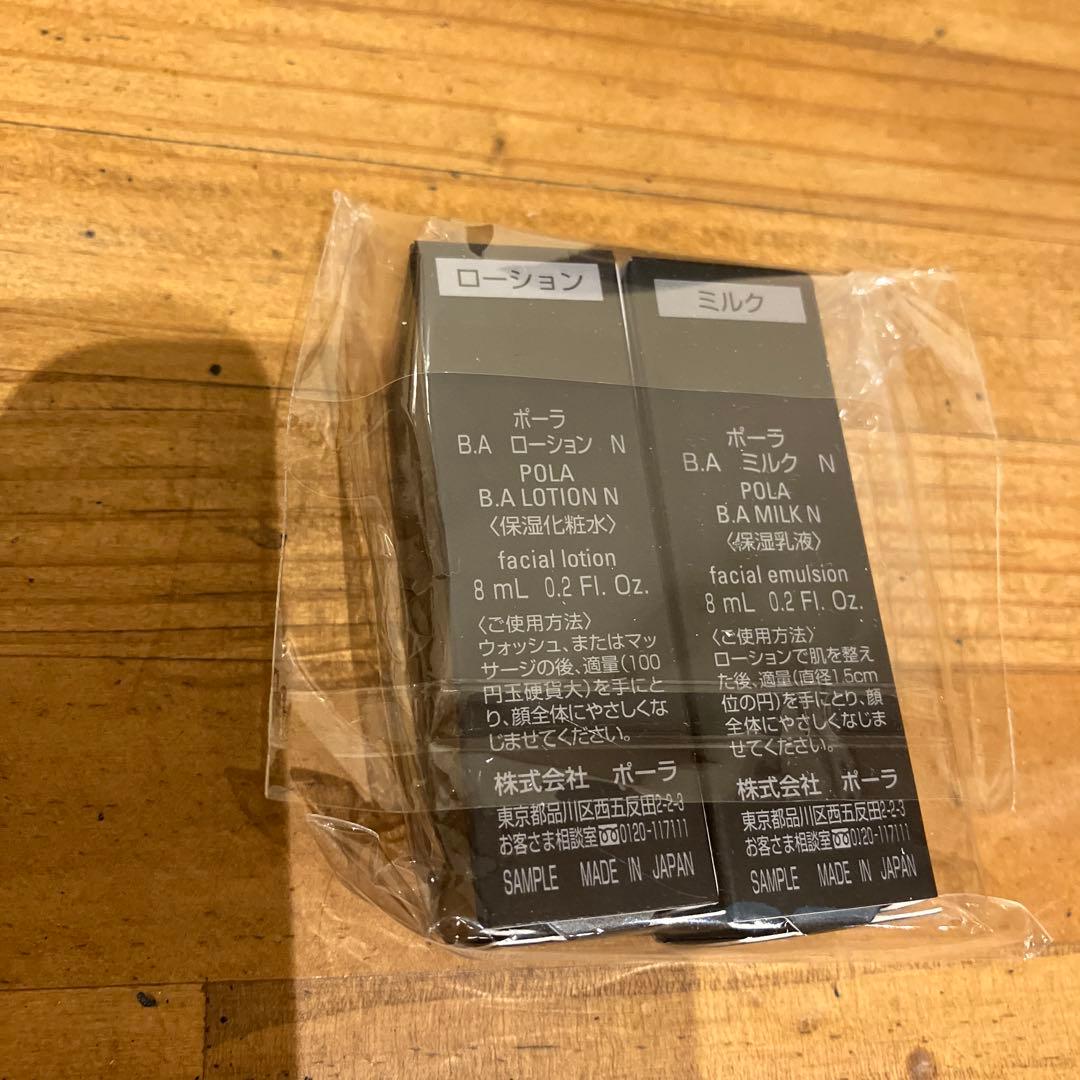 ローション
ポーラ
B.A ローション N
POLA
B.A LOTION N
〈保湿化粧水〉
facial lotion
8 mL 0.2 Fl. Oz.
〈ご使用方法〉
ウォッシュ、またはマッ
サージの後、適量(100
円玉硬貨大)を手にと
り、顔全体にやさしくな
じませてください。
株式会社 ポーラ
東京都品川区西五反田2-2-3
お客さま相談室0120-117111
SAMPLE MADE IN JAPAN
ミルク
ポーラ
B.A ミルク N
POLA
B.A MILK N
〈保湿乳液〉
facial emulsion
8 mL 0.2 Fl. Oz.
〈ご使用方法〉
ローションで肌を整え
た後、適量(直径1.5cm
位の円)を手にとり、顔
全体にやさしくなじま
せてください。
株式会社 ポーラ
東京都品川区西五反田2-2-3
お客さま相談室0120-117111
SAMPLE MADE IN JAPAN